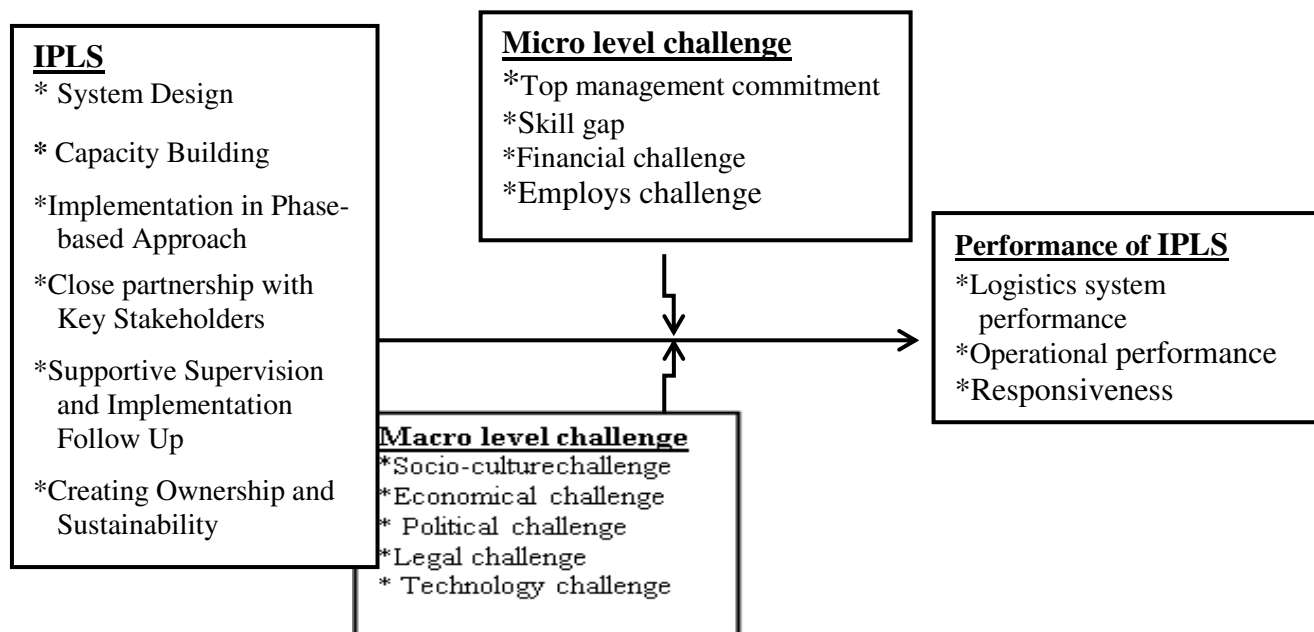 IPLS
* System Design
* Capacity Building
*Implementation in Phase-
based Approach
*Close partnership with
Key Stakeholders
*Supportive Supervision
and Implementation
Follow Up
*Creating Ownership and
Sustainability
Micro level challenge
*Top management commitment
*Skill gap
*Financial challenge
*Employs challenge
Macro level challenge
*Socio-culturechallenge
*Economical challenge
* Political challenge
*Legal challenge
* Technology challenge
Performance of IPLS
*Logistics system
performance
*Operational performance
*Responsiveness